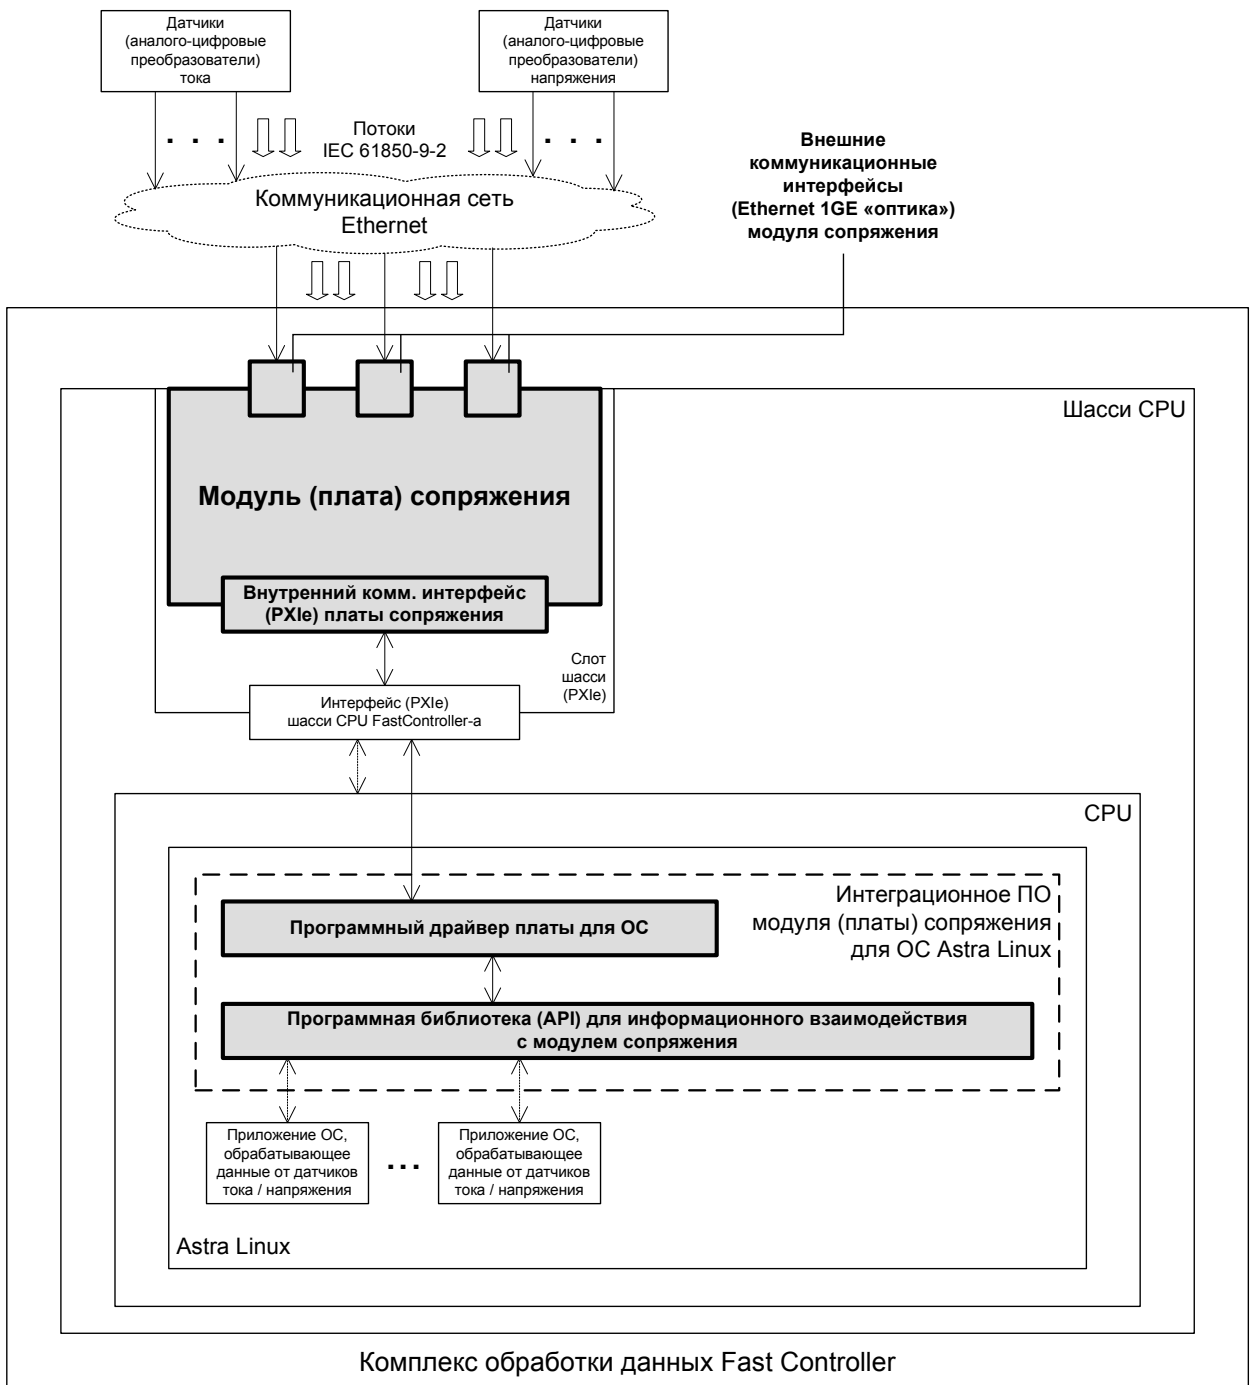 Датчики
(аналого-цифровые
преобразователи)
тока
Датчики
(аналого-цифровые
преобразователи)
напряжения
. . .
Потоки
IEC 61850-9-2
. . .
Внешние
коммуникационные
интерфейсы
(Ethernet 1GE «оптика»)
модуля сопряжения
Коммуникационная сеть
Ethernet
Шасси CPU
Модуль (плата) сопряжения
Внутренний комм. интерфейс
(PXIe) платы сопряжения
Слот
шасси
(PXIe)
Интерфейс (PXIe)
шасси CPU FastController-а
CPU
Интеграционное ПО
модуля (платы) сопряжения
для ОС Astra Linux
Программный драйвер платы для ОС
Программная библиотека (API) для информационного взаимодействия
с модулем сопряжения
Приложение ОС,
обрабатывающее
данные от датчиков
тока / напряжения
...
Приложение ОС,
обрабатывающее
данные от датчиков
тока / напряжения
Astra Linux
Комплекс обработки данных Fast Controller